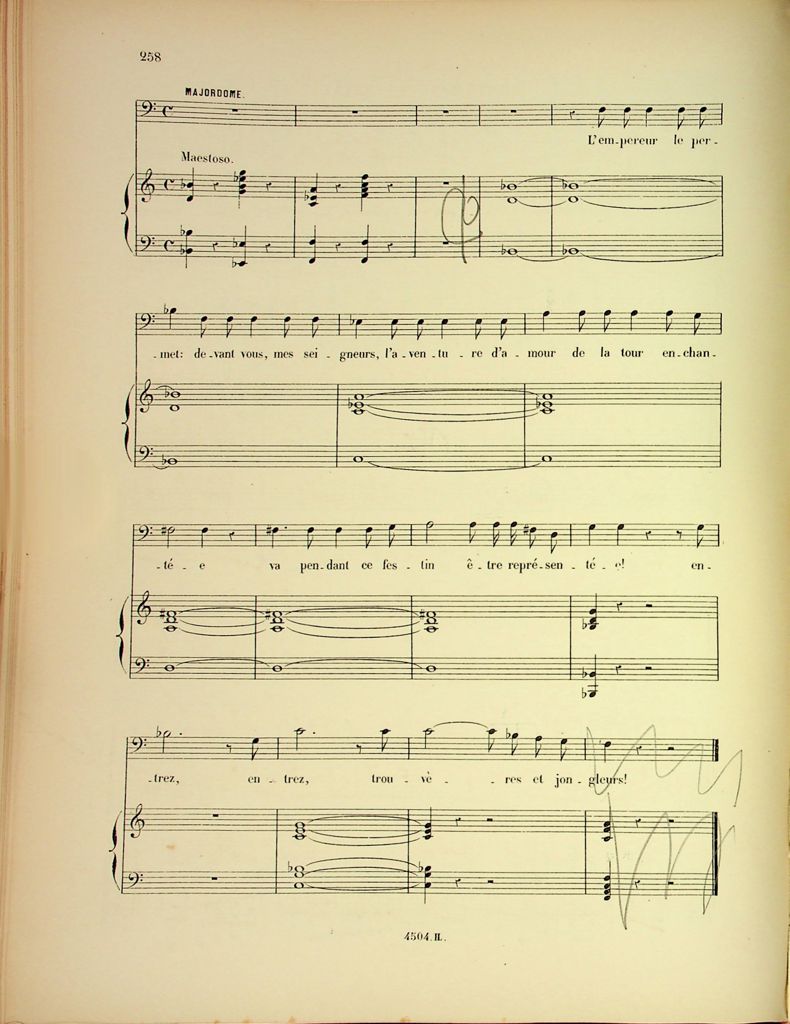 258
MAJORDOME.
L'em-pereur le per-
Maestoso.
-met: de-vant vous, mes sei-gneurs, l'a-ven-tu-re d'a-mour de la tour en-chan-
-té-e va pen-dant ce fes-tin ê-tre repré-sen-té-e! en-
-trez, en-trez, trou-vè-res et jon-gleurs!
4504. H.